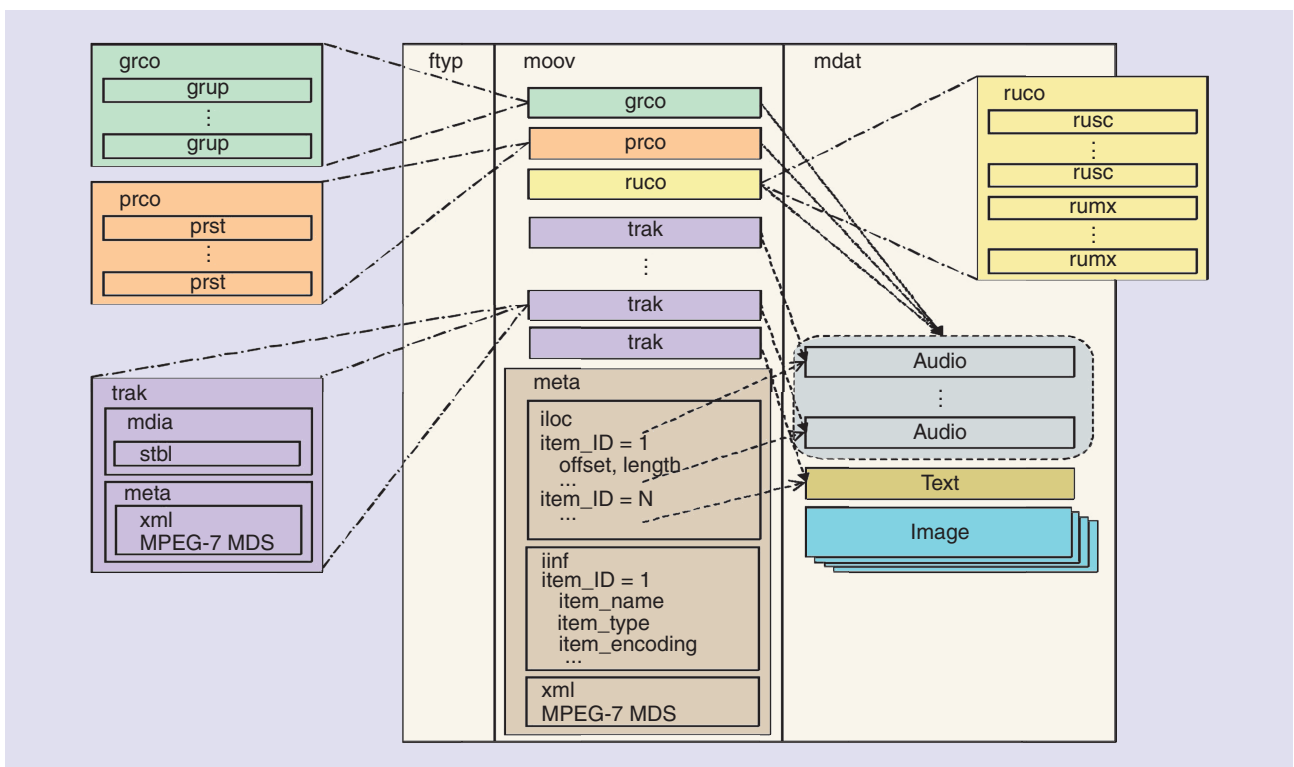 grco
grup
⋮
grup
prco
prst
⋮
prst
trak
mdia
stbl
meta
xml
MPEG-7 MDS
ftyp
moov
grco
prco
ruco
trak
⋮
trak
trak
meta
iloc
item_ID = 1
offset, length
...
item_ID = N
...
iinf
item_ID = 1
item_name
item_type
item_encoding
...
xml
MPEG-7 MDS
mdat
Audio
⋮
Audio
Text
Image
ruco
rusc
⋮
rusc
rumx
⋮
rumx